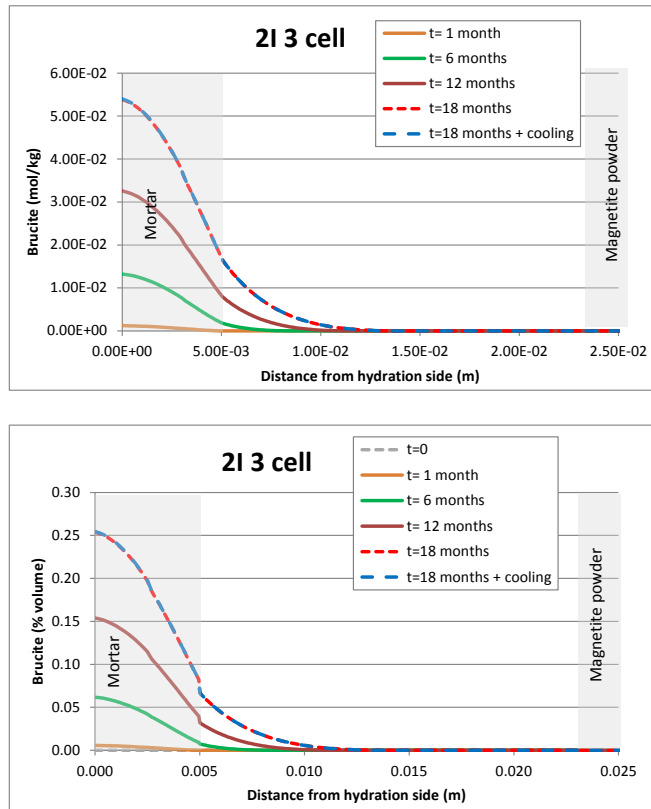 2I 3 cell
t= 1 month
t= 6 months
t= 12 months
t=18 months
t=18 months + cooling
6.00E-02
5.00E-02
4.00E-02
3.00E-02
2.00E-02
1.00E-02
0.00E+00
Brucite (mol/kg)
Mortar
Magnetite powder
0.00E+00 5.00E-03 1.00E-02 1.50E-02 2.00E-02 2.50E-02
Distance from hydration side (m)
2I 3 cell
t=0
t= 1 month
t= 6 months
t= 12 months
t=18 months
t=18 months + cooling
0.30
0.25
0.20
0.15
0.10
0.05
0.00
Brucite (% volume)
Mortar
Magnetite powder
0.000 0.005 0.010 0.015 0.020 0.025
Distance from hydration side (m)